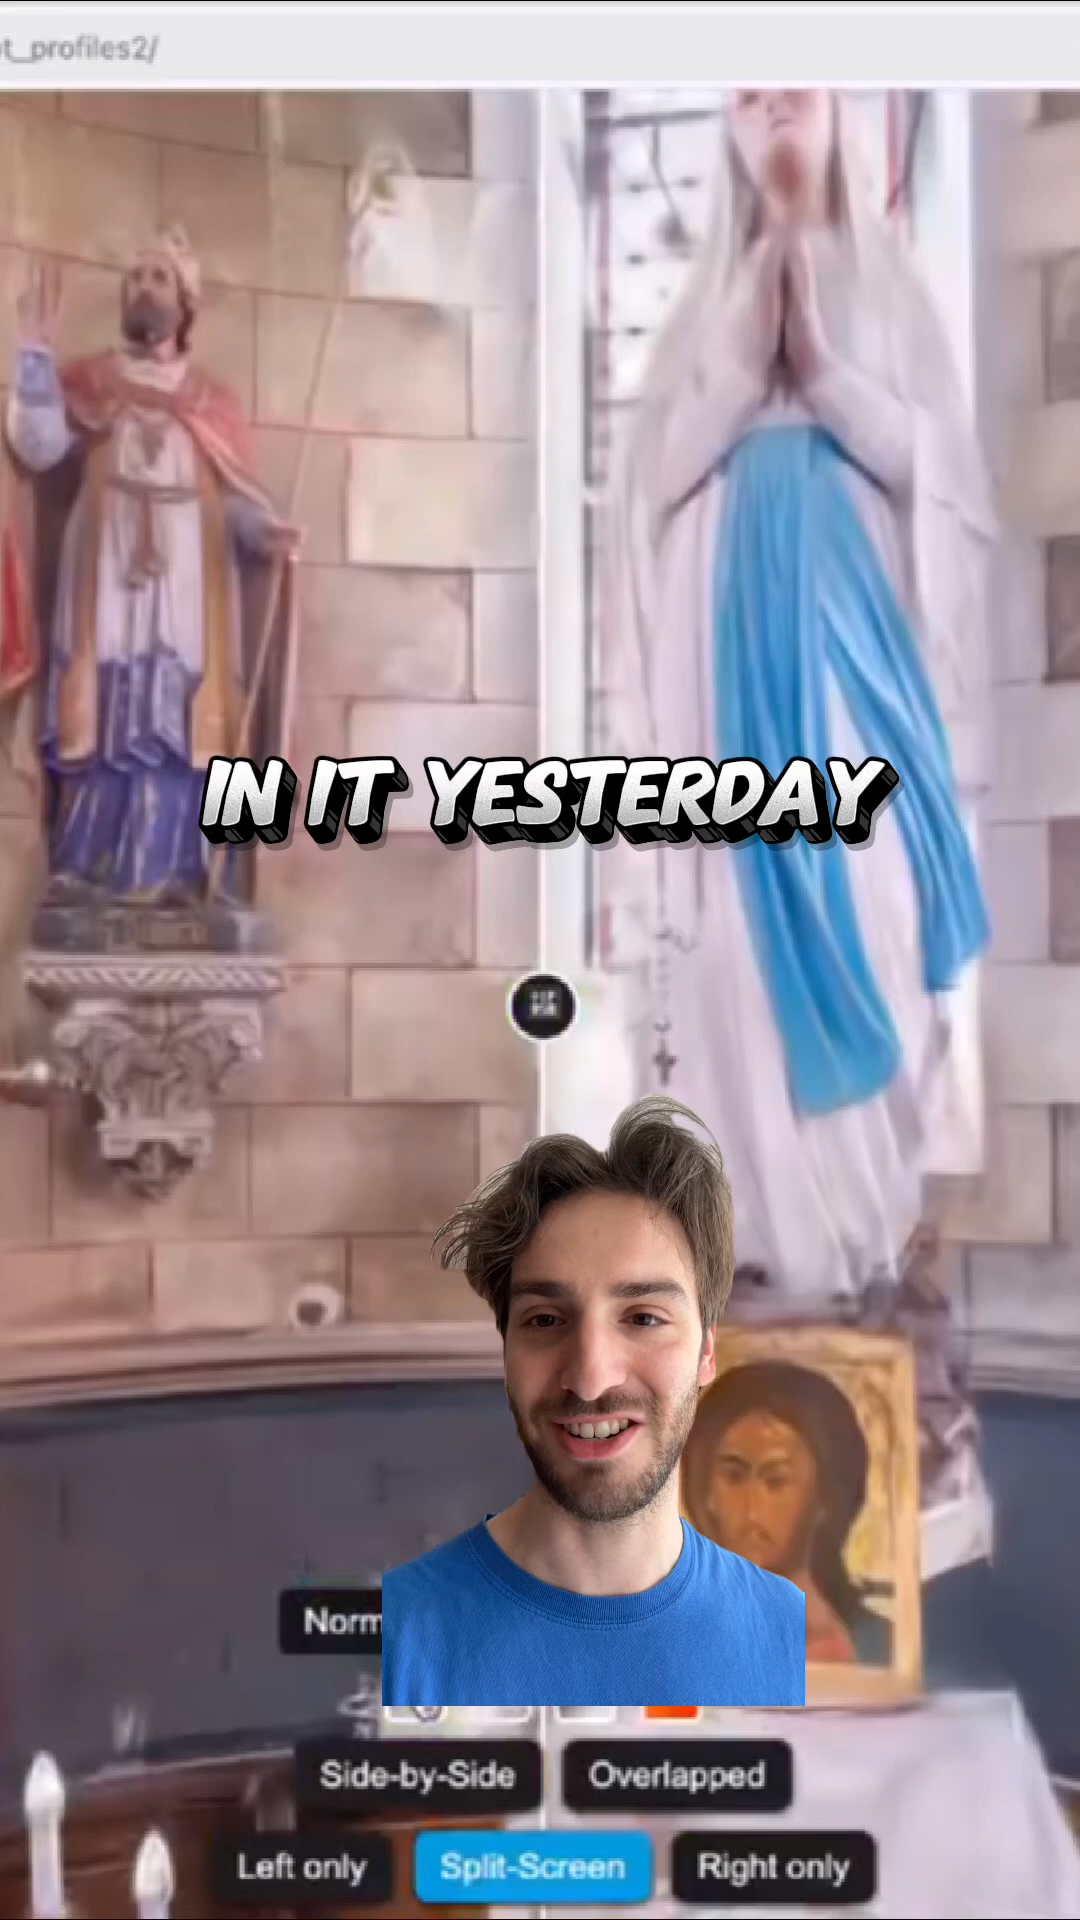 t_profiles2/
IN IT YESTERDAY
Norm
Side-by-Side
Overlapped
Left only
Split-Screen
Right only